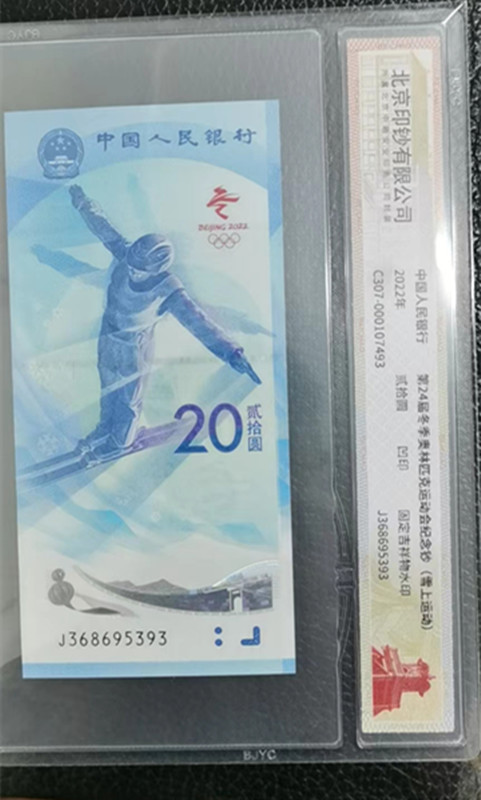 中国人民银行
BEIJING 2022
20
贰拾圆
J368695393
北京印钞有限公司
中国人民银行 第24届冬季奥林匹克运动会纪念钞（雪上运动）
2022年 贰拾圆 凹印 固定吉祥物水印
C307-000107493 J368695393
BJYC